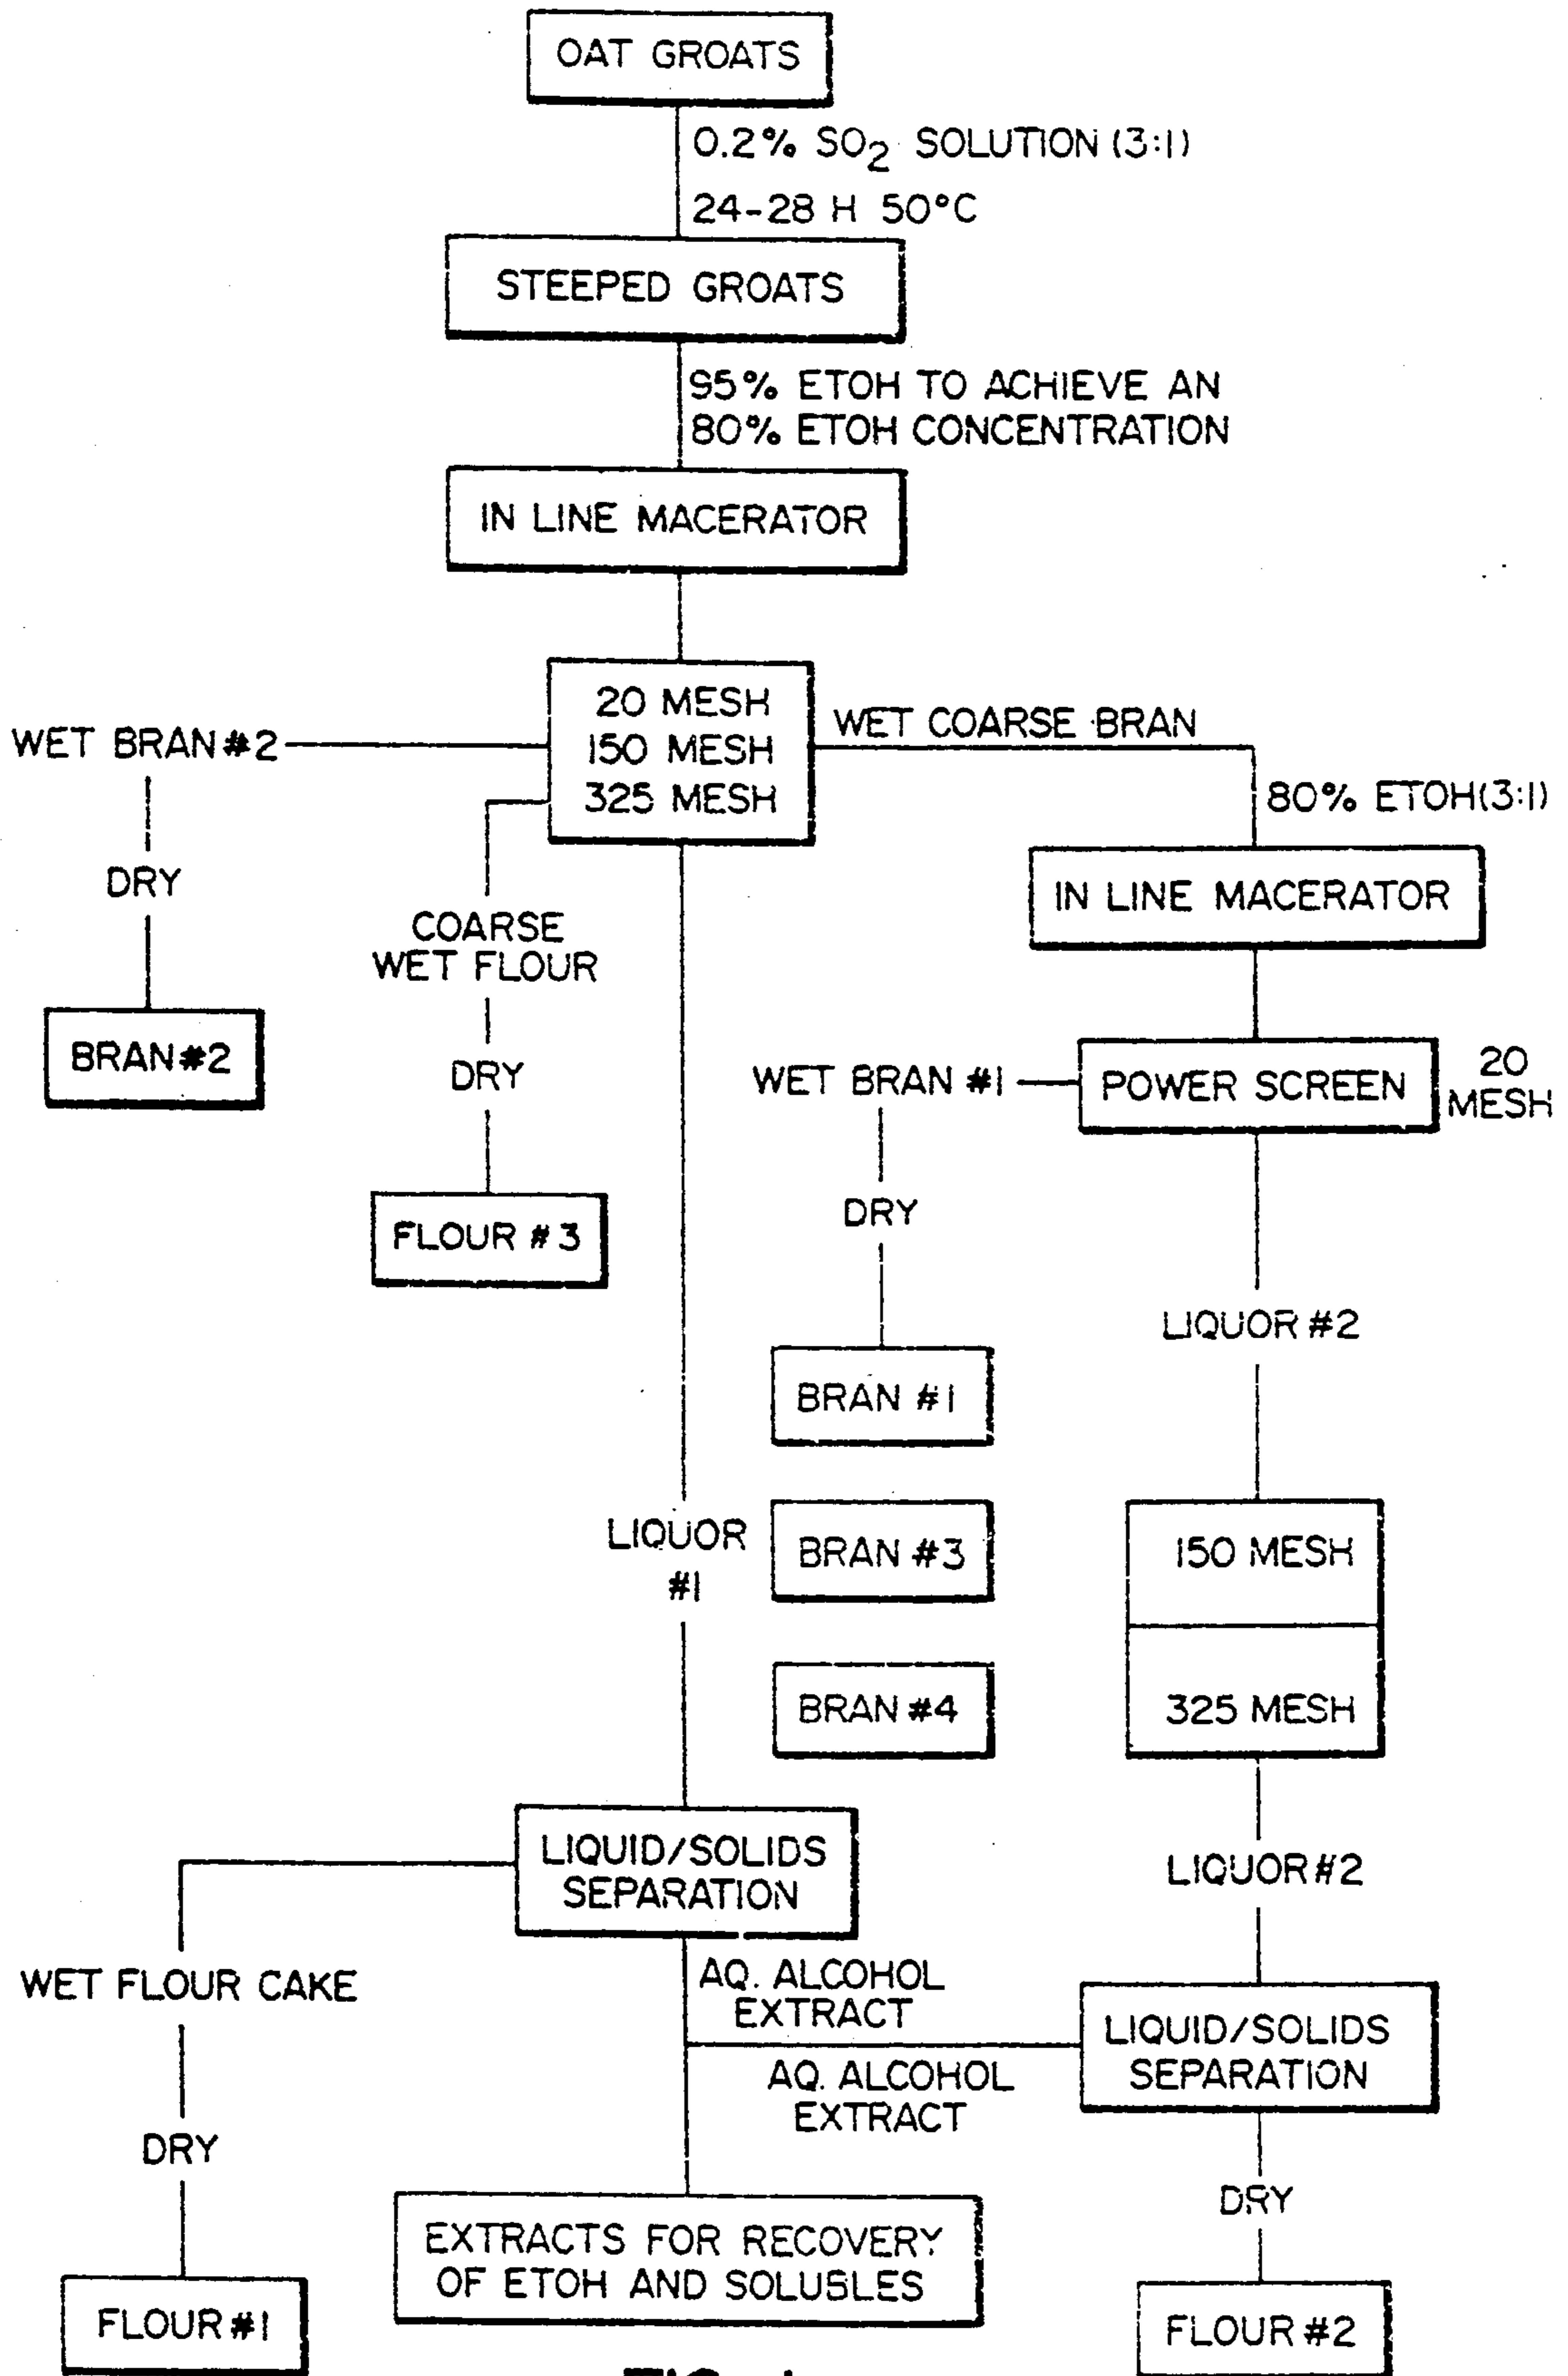 OAT GROATS
0.2% SO2 SOLUTION (3:1)
24-28 H 50°C
STEEPED GROATS
95% ETOH TO ACHIEVE AN
80% ETOH CONCENTRATION
IN LINE MACERATOR
20 MESH
150 MESH
325 MESH
WET BRAN #2
WET COARSE BRAN
80% ETOH(3:1)
DRY
COARSE
WET FLOUR
IN LINE MACERATOR
BRAN #2
DRY
WET BRAN #1
POWER SCREEN
20
MESH
FLOUR #3
DRY
LIQUOR #2
BRAN #1
LIQUOR
#1
BRAN #3
150 MESH
BRAN #4
325 MESH
LIQUID/SOLIDS
SEPARATION
LIQUOR #2
WET FLOUR CAKE
AQ. ALCOHOL
EXTRACT
LIQUID/SOLIDS
SEPARATION
AQ. ALCOHOL
EXTRACT
DRY
DRY
EXTRACTS FOR RECOVERY
OF ETOH AND SOLUBLES
FLOUR #1
FLOUR #2